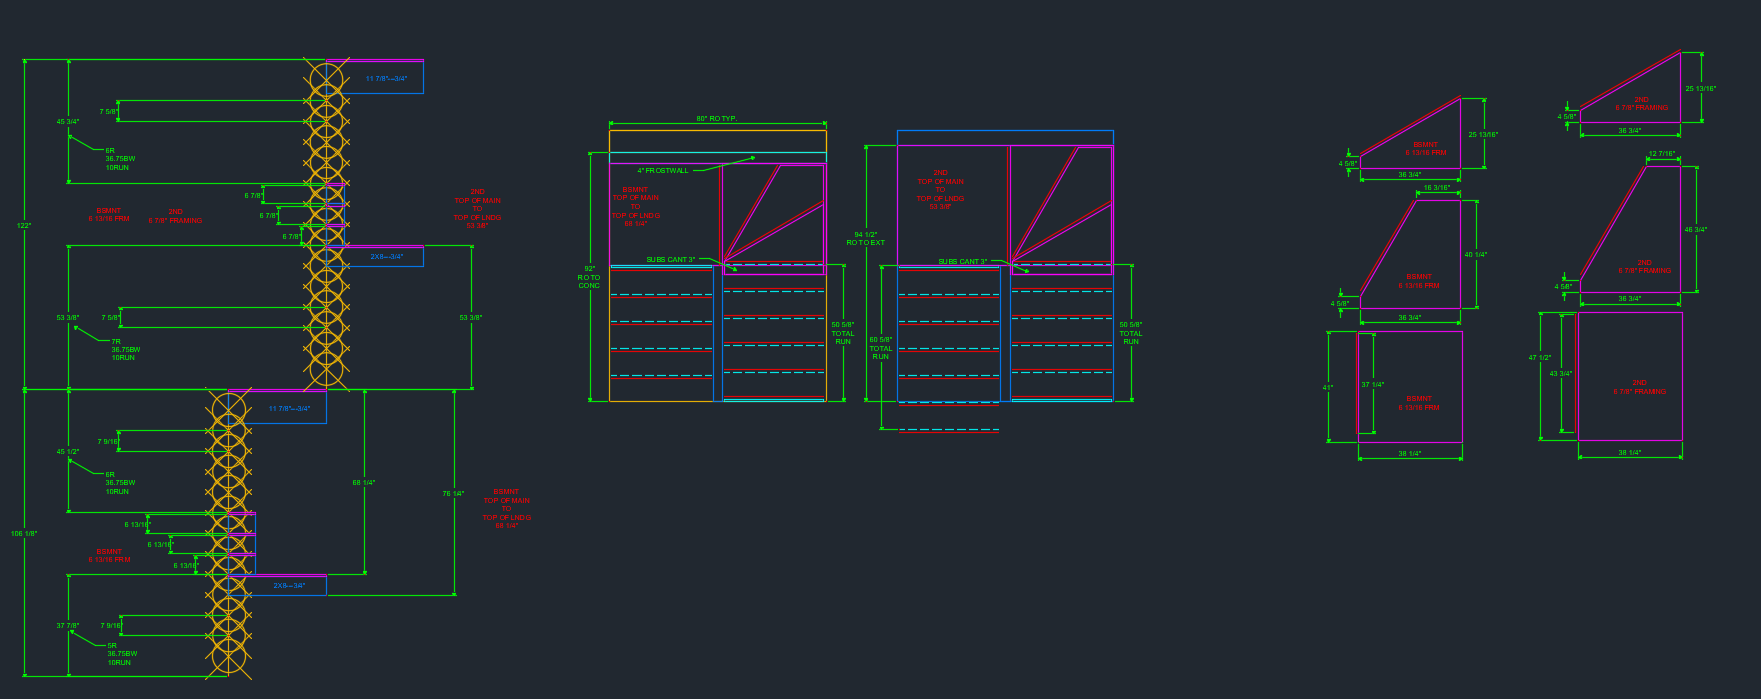 122"
45 3/4"
7 5/8"
6R
36.75BW
10RUN
11 7/8"---3/4"
6 7/8"
6 7/8"
6 7/8"
BSMNT
6 13/16 FRM
2ND
6 7/8" FRAMING
2ND
TOP OF MAIN
TO
TOP OF LNDG
53 3/8"
2X8---3/4"
53 3/8"
7 5/8"
7R
36.75BW
10RUN
53 3/8"
106 1/8"
45 1/2"
7 9/16"
6R
36.75BW
10RUN
11 7/8"---3/4"
6 13/16"
6 13/16"
6 13/16"
BSMNT
6 13/16 FRM
68 1/4"
76 1/4"
BSMNT
TOP OF MAIN
TO
TOP OF LNDG
68 1/4"
2X8---3/4"
37 7/8"
7 9/16"
5R
36.75BW
10RUN
80" RO TYP.
4" FROSTWALL
BSMNT
TOP OF MAIN
TO
TOP OF LNDG
SUBS CANT 3"
92"
RO TO
CONC
50 5/8"
TOTAL
RUN
94 1/2"
RO TO EXT
2ND
TOP OF MAIN
TO
TOP OF LNDG
53 3/8"
SUBS CANT 3"
60 5/8"
TOTAL
RUN
50 5/8"
TOTAL
RUN
BSMNT
6 13/16 FRM
25 13/16"
4 5/8"
36 3/4"
2ND
6 7/8" FRAMING
25 13/16"
4 5/8"
36 3/4"
16 3/16"
40 1/4"
BSMNT
6 13/16 FRM
4 5/8"
36 3/4"
12 7/16"
46 3/4"
2ND
6 7/8" FRAMING
4 5/8"
36 3/4"
41"
37 1/4"
BSMNT
6 13/16 FRM
38 1/4"
47 1/2"
43 3/4"
2ND
6 7/8" FRAMING
38 1/4"